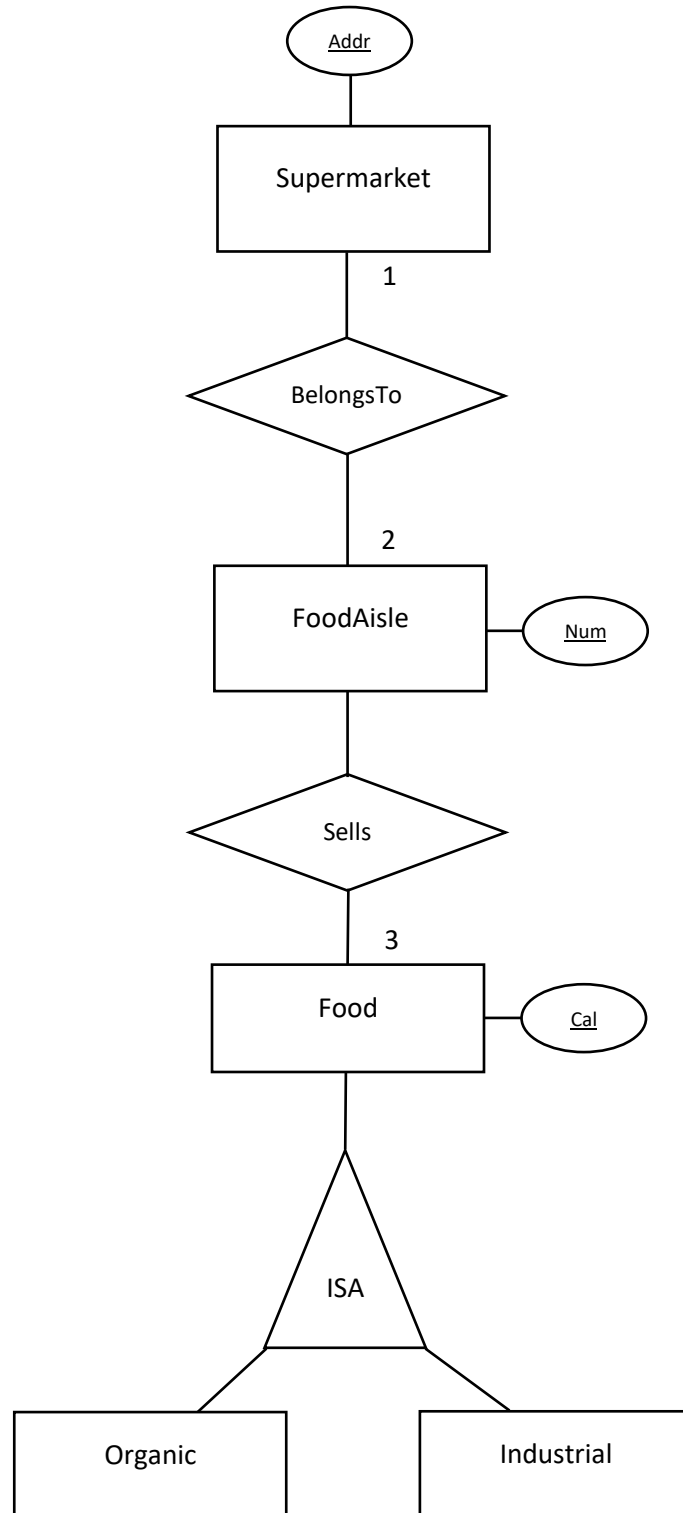 Addr
Supermarket
1
BelongsTo
2
FoodAisle
Num
Sells
3
Food
Cal
ISA
Organic
Industrial